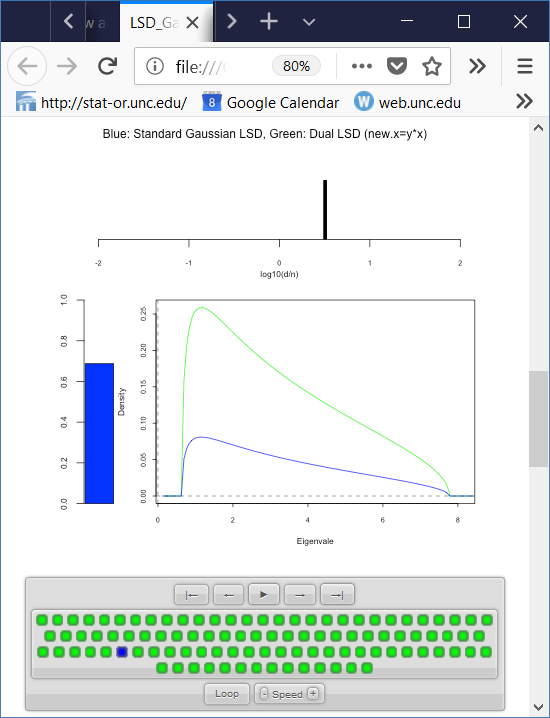 w a
LSD_Ga
file:///
80%
http://stat-or.unc.edu/ 8 Google Calendar W web.unc.edu
Blue: Standard Gaussian LSD, Green: Dual LSD (new.x=y*x)
-2 -1 0 1 2
log10(d/n)
1.0
0.8
0.6
0.4
0.2
0.0
Density
0.25
0.20
0.15
0.10
0.05
0.00
0 2 4 6 8
Eigenvale
Loop - Speed +